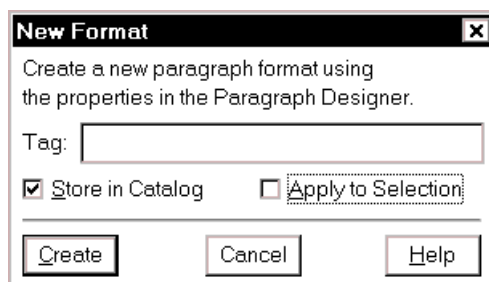 New Format
Create a new paragraph format using
the properties in the Paragraph Designer.
Tag:
Store in Catalog Apply to Selection
Create Cancel Help